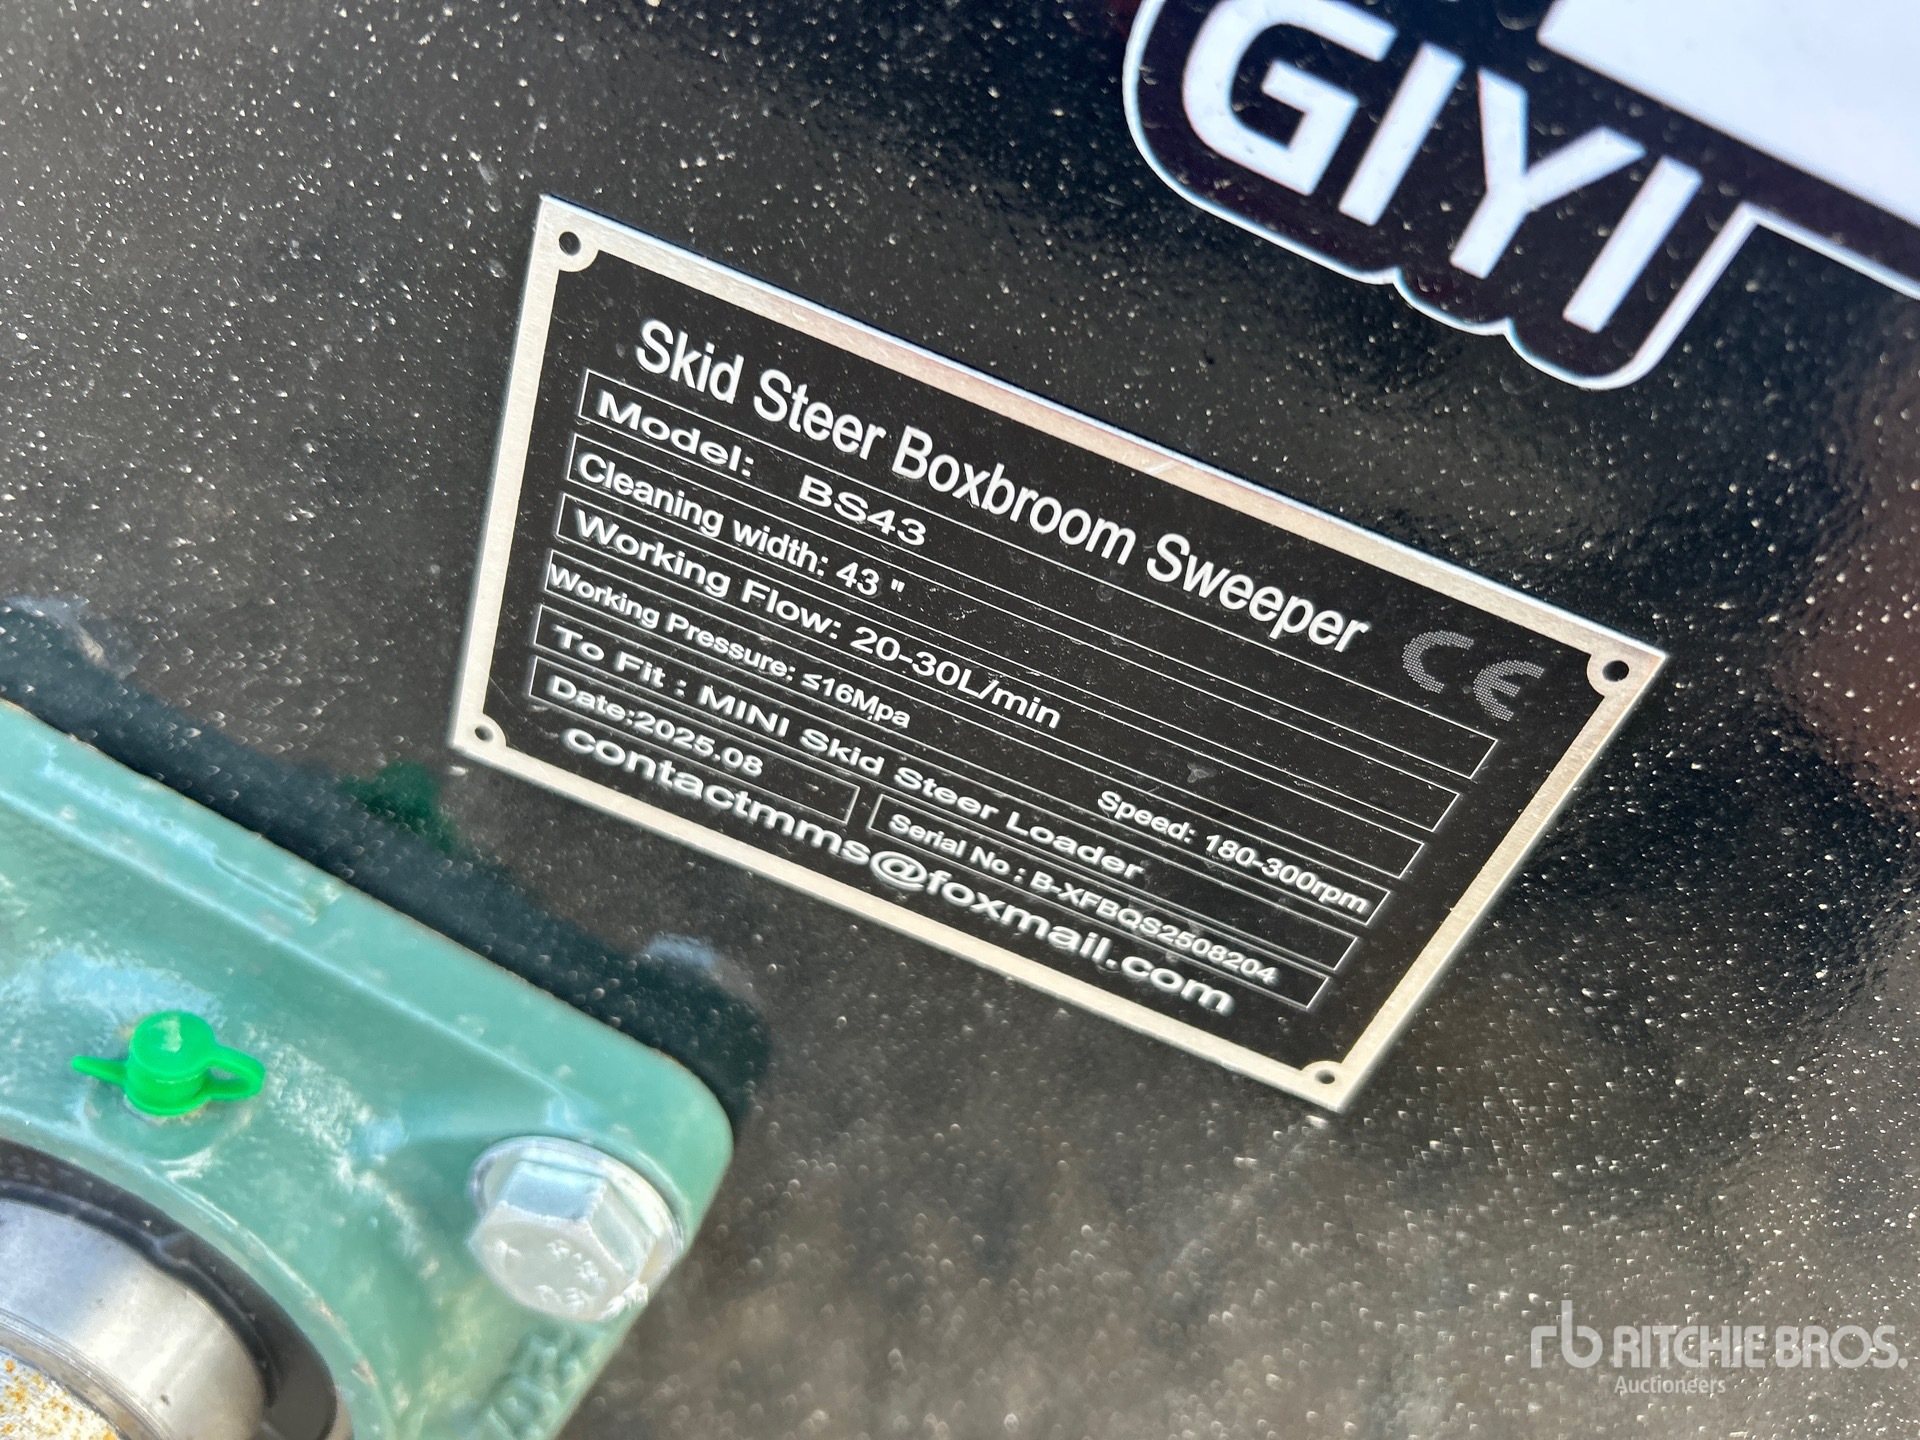 GIYI
Skid Steer Boxbroom Sweeper CE
Model: BS43
Cleaning width: 43 "
Working Flow: 20-30L/min
Working Pressure: ≤16Mpa Speed: 180-300rpm
To Fit : MINI Skid Steer Loader
Date:2025.08 Serial No : B-XFBQS2508204
contactmms@foxmail.com
rb RITCHIE BROS.
Auctioneers